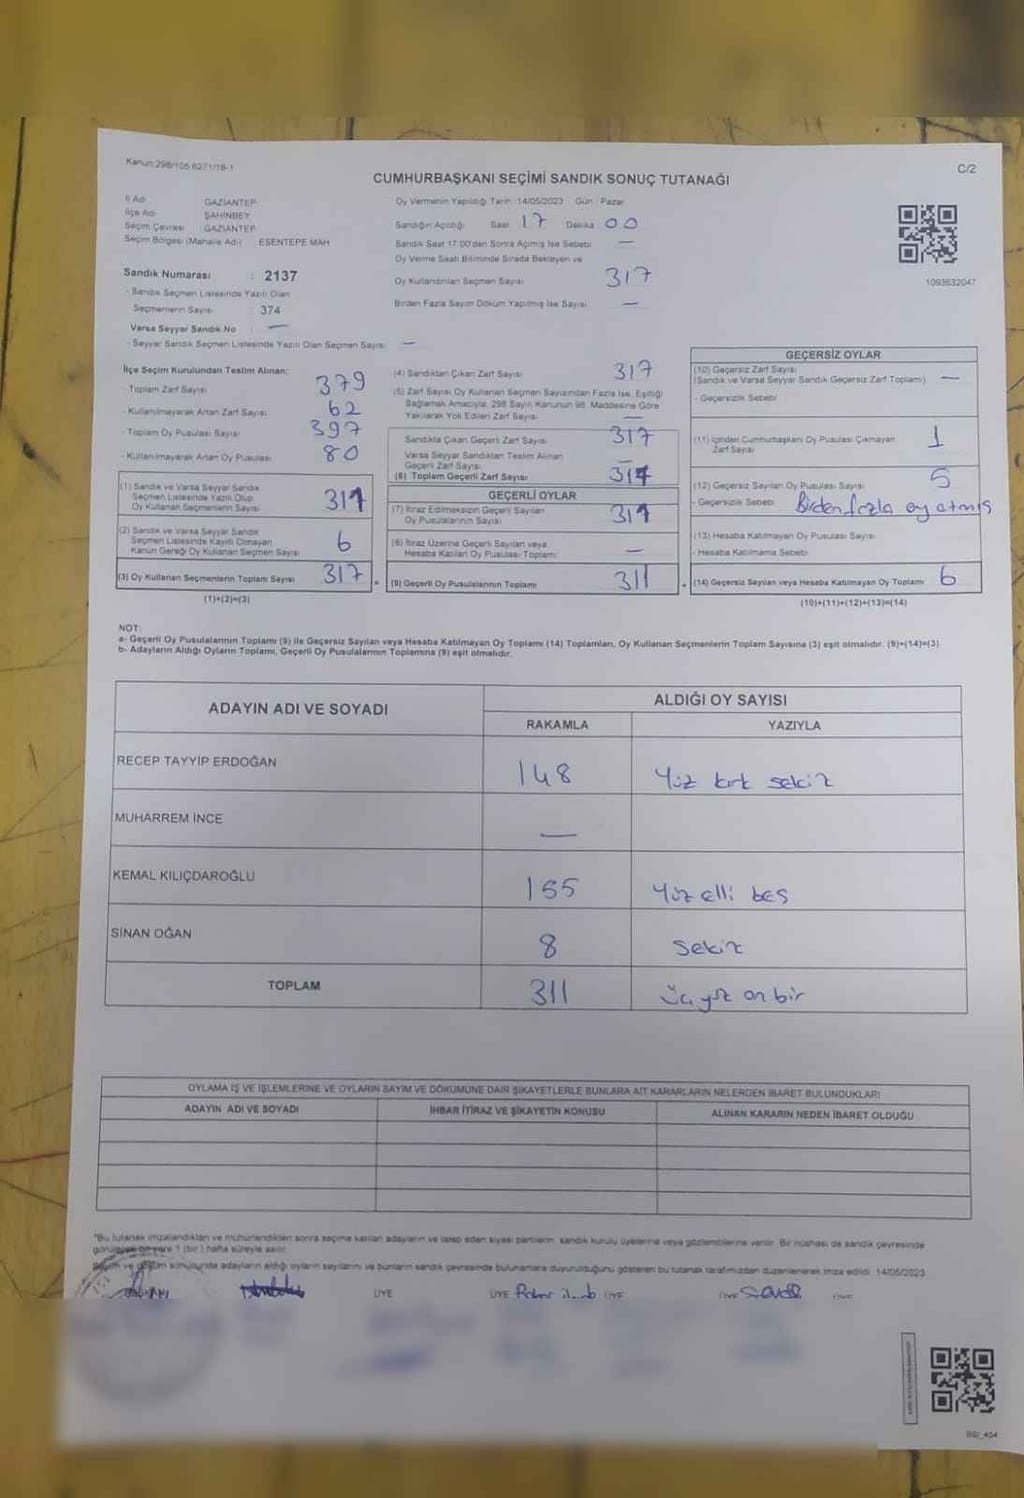 Kanun:298/105,6271/18-1
C/2
CUMHURBAŞKANI SEÇİMİ SANDIK SONUÇ TUTANAĞI
İl Adı GAZİANTEP
İlçe Adı ŞAHİNBEY
Seçim Çevresi GAZİANTEP
Seçim Bölgesi (Mahalle Adı) ESENTEPE MAH
Sandık Numarası : 2137
- Sandık Seçmen Listesinde Yazılı Olan
Seçmenlerin Sayısı 374
Varsa Seyyar Sandık No : —
- Seyyar Sandık Seçmen Listesinde Yazılı Olan Seçmen Sayısı —
Oy Vermenin Yapıldığı Tarih 14/05/2023 Gün Pazar
Sandığın Açıldığı Saat 17 Dakika 00
Sandık Saat 17.00'den Sonra Açılmış İse Sebebi —
Oy Verme Saati Bitiminde Sırada Bekleyen ve
Oy Kullandırılan Seçmen Sayısı 317
Birden Fazla Sayım Döküm Yapılmış İse Sayısı —
1093632047
İlçe Seçim Kurulundan Teslim Alınan:
- Toplam Zarf Sayısı 379
- Kullanılmayarak Artan Zarf Sayısı 62
- Toplam Oy Pusulası Sayısı 397
- Kullanılmayarak Artan Oy Pusulası 80
(1) Sandık ve Varsa Seyyar Sandık
Seçmen Listesinde Yazılı Olup
Oy Kullanan Seçmenlerin Sayısı
(2) Sandık ve Varsa Seyyar Sandık
Seçmen Listesinde Kayıtlı Olmayan
Kanun Gereği Oy Kullanan Seçmen Sayısı 6
(3) Oy Kullanan Seçmenlerin Toplam Sayısı 317
(1)+(2)=(3)
(4) Sandıktan Çıkan Zarf Sayısı 317
(5) Zarf Sayısı, Oy Kullanan Seçmen Sayısından Fazla İse, Eşitliği
Sağlamak Amacıyla, 298 Sayılı Kanunun 98. Maddesine Göre
Yakılarak Yok Edilen Zarf Sayısı —
Sandıkta Çıkan Geçerli Zarf Sayısı 317
Varsa Seyyar Sandıktan Teslim Alınan
Geçerli Zarf Sayısı —
(6) Toplam Geçerli Zarf Sayısı 317
GEÇERLİ OYLAR
(7) İtiraz Edilmeksizin Geçerli Sayılan
Oy Pusulalarının Sayısı
(8) İtiraz Üzerine Geçerli Sayılan veya
Hesaba Katılan Oy Pusulası Toplamı —
(9) Geçerli Oy Pusulalarının Toplamı 311
GEÇERSİZ OYLAR
(10) Geçersiz Zarf Sayısı
(Sandık ve Varsa Seyyar Sandık Geçersiz Zarf Toplamı) —
- Geçersizlik Sebebi
(11) İçinden Cumhurbaşkanı Oy Pusulası Çıkmayan
Zarf Sayısı 1
(12) Geçersiz Sayılan Oy Pusulası Sayısı 5
- Geçersizlik Sebebi Birden fazla oy atmış
(13) Hesaba Katılmayan Oy Pusulası Sayısı
- Hesaba Katılmama Sebebi
(14) Geçersiz Sayılan veya Hesaba Katılmayan Oy Toplamı 6
(10)+(11)+(12)+(13)=(14)
NOT:
a- Geçerli Oy Pusulalarının Toplamı (9) ile Geçersiz Sayılan veya Hesaba Katılmayan Oy Toplamı (14) Toplamları, Oy Kullanan Seçmenlerin Toplam Sayısına (3) eşit olmalıdır. (9)+(14)=(3)
b- Adayların Aldığı Oyların Toplamı, Geçerli Oy Pusulalarının Toplamına (9) eşit olmalıdır.
ADAYIN ADI VE SOYADI ALDIĞI OY SAYISI
RAKAMLA YAZIYLA
RECEP TAYYİP ERDOĞAN 148 Yüz kırk sekiz
MUHARREM İNCE —
KEMAL KILIÇDAROĞLU 155 Yüz elli beş
SİNAN OĞAN 8 Sekiz
TOPLAM 311 Üç yüz on bir
OYLAMA İŞ VE İŞLEMLERİNE VE OYLARIN SAYIM VE DÖKÜMÜNE DAİR ŞİKAYETLERLE BUNLARA AİT KARARLARIN NELERDEN İBARET BULUNDUKLARI
ADAYIN ADI VE SOYADI İHBAR İTİRAZ VE ŞİKAYETİN KONUSU ALINAN KARARIN NEDEN İBARET OLDUĞU
"Bu tutanak imzalandıktan ve mühürlendikten sonra seçime katılan adayların ve talep eden siyasi partilerin sandık kurulu üyelerine veya gözlemcilerine verilir. Bir nüshası da sandık çevresinde
görülecek bir yere 1 (bir) hafta süreyle asılır.
Seçim ve döküm sonucunda adayların aldığı oyların sayılarını ve bunların sandık çevresinde bulunanlara duyurulduğunu gösteren bu tutanak tarafımızdan düzenlenerek imza edildi. 14/05/2023
BAŞKAN ÜYE ÜYE ÜYE ÜYE ÜYE
BSI_404